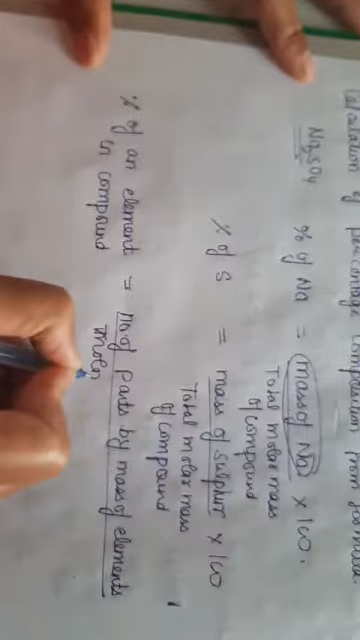 Calculation of percentage composition from formula.
Na2SO4 % of Na = mass of Na × 100.
Total molar mass
of compound
% of S = mass of sulphur × 100
Total molar mass
of compound
% of an element = No of parts by mass of elements
in compound